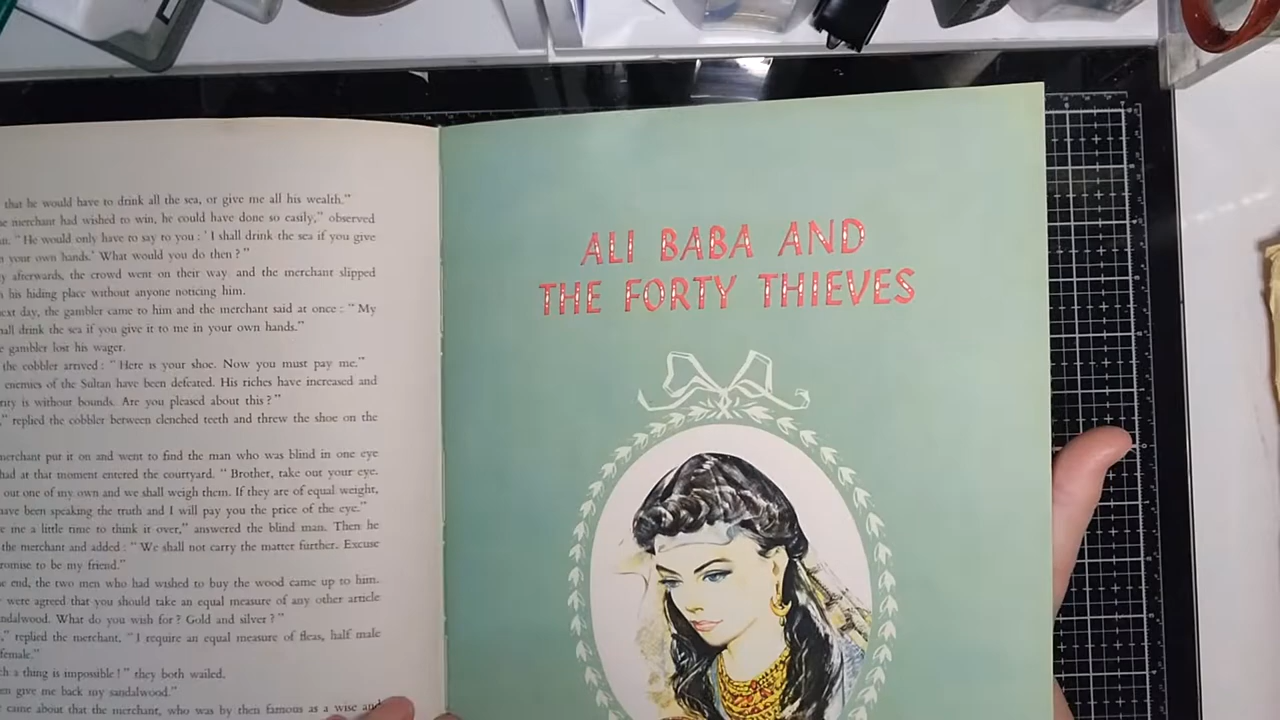 that he would have to drink all the sea, or give me all his wealth."
merchant had wished to win, he could have done so easily," observed
"He would only have to say to you : ' I shall drink the sea if you give
your own hands.' What would you do then ? "
afterwards, the crowd went on their way and the merchant slipped
his hiding place without anyone noticing him.
day, the gambler came to him and the merchant said at once : " My
drink the sea if you give it to me in your own hands."
gambler lost his wager.
the cobbler arrived : " Here is your shoe. Now you must pay me."
enemies of the Sultan have been defeated. His riches have increased and
is without bounds. Are you pleased about this ? "
replied the cobbler between clenched teeth and threw the shoe on the
merchant put it on and went to find the man who was blind in one eye
had at that moment entered the courtyard. " Brother, take out your eye.
out one of my own and we shall weigh them. If they are of equal weight,
have been speaking the truth and I will pay you the price of the eye."
me a little time to think it over," answered the blind man. Then he
the merchant and added : " We shall not carry the matter further. Excuse
to be my friend."
end, the two men who had wished to buy the wood came up to him.
were agreed that you should take an equal measure of any other article
What do you wish for ? Gold and silver ? "
replied the merchant, " I require an equal measure of fleas, half male
female."
a thing is impossible ! " they both wailed.
give me back my sandalwood."
came about that the merchant, who was by then famous as a wise and
ALI BABA AND
THE FORTY THIEVES